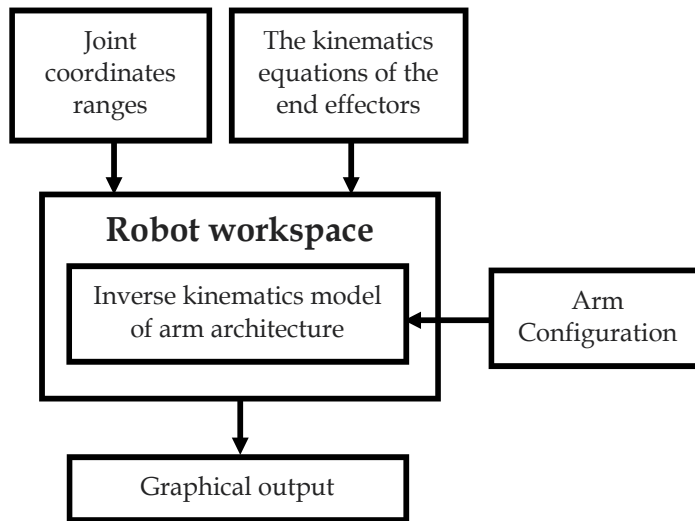 Joint
coordinates
ranges
The kinematics
equations of the
end effectors
Robot workspace
Inverse kinematics model
of arm architecture
Arm
Configuration
Graphical output